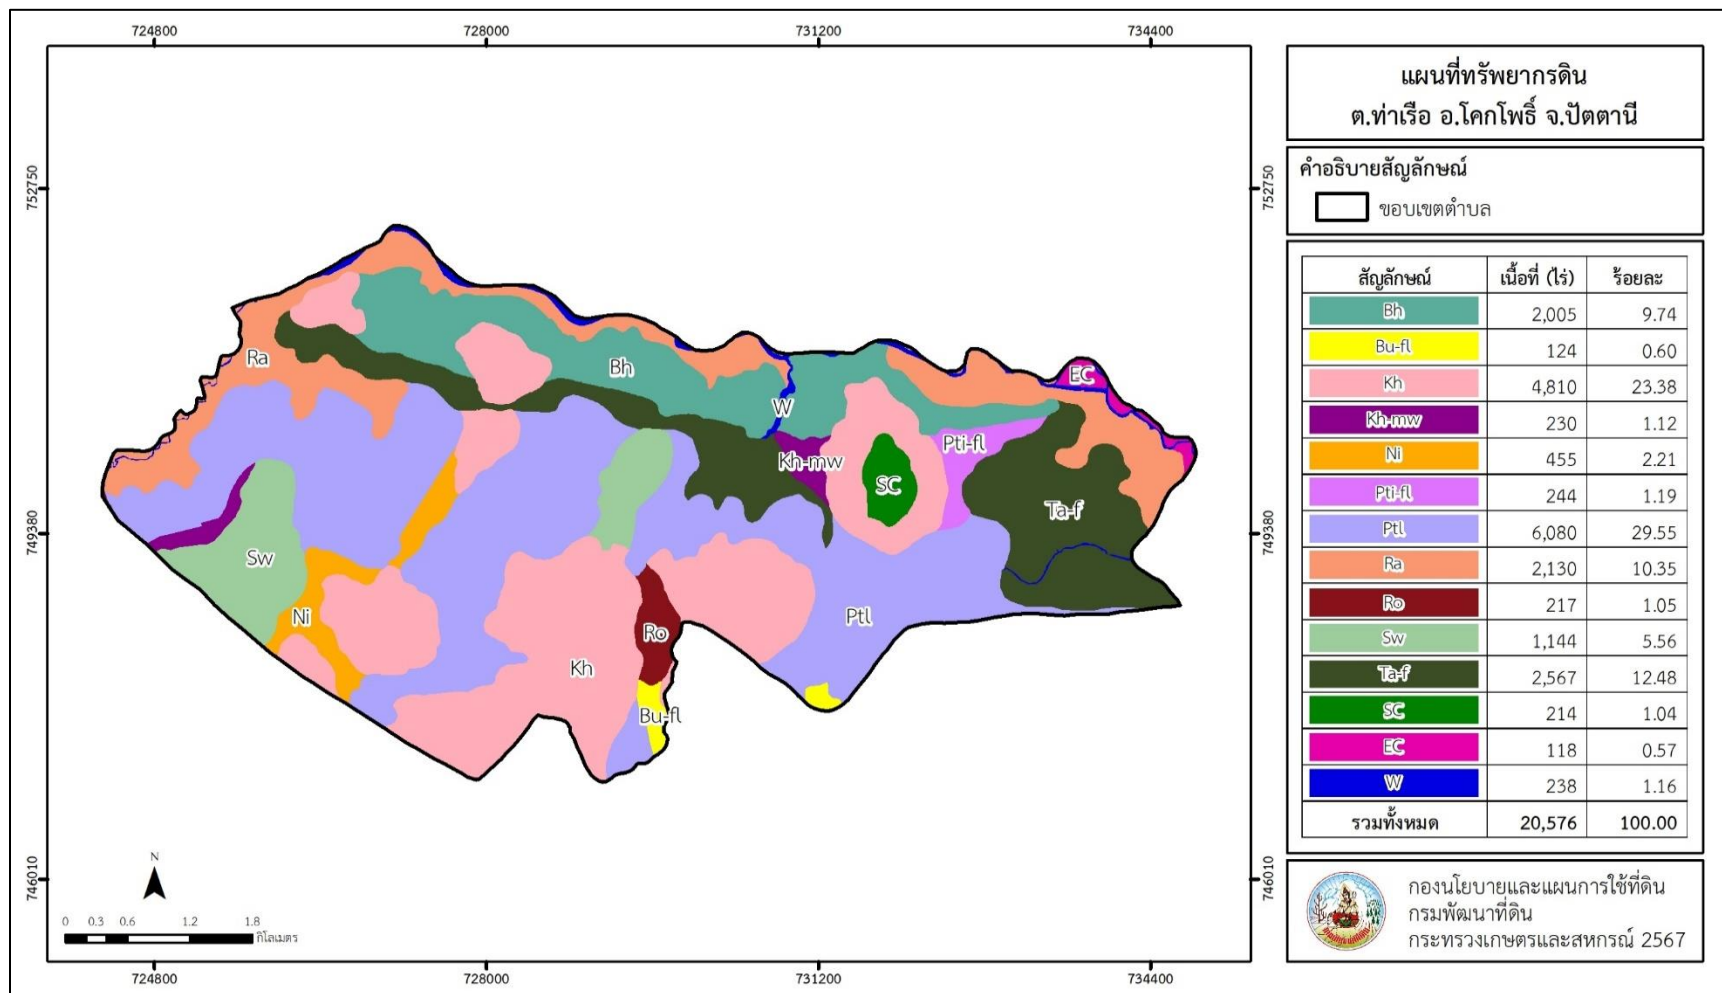 724800
728000
731200
734400
752750
752750
749380
749380
746010
746010
724800
728000
731200
734400
Ra
Bh
EC
W
Pti-fl
Kh-mw
SC
Ta-f
Sw
Ni
Ptl
Ro
Kh
Bu-fl
N
0 0.3 0.6 1.2 1.8
กิโลเมตร
แผนที่ทรัพยากรดิน
ต.ท่าเรือ อ.โคกโพธิ์ จ.ปัตตานี
คำอธิบายสัญลักษณ์
ขอบเขตตำบล
สัญลักษณ์ เนื้อที่ (ไร่) ร้อยละ
Bh 2,005 9.74
Bu-fl 124 0.60
Kh 4,810 23.38
Kh-mw 230 1.12
Ni 455 2.21
Pti-fl 244 1.19
Ptl 6,080 29.55
Ra 2,130 10.35
Ro 217 1.05
Sw 1,144 5.56
Ta-f 2,567 12.48
SC 214 1.04
EC 118 0.57
W 238 1.16
รวมทั้งหมด 20,576 100.00
กองนโยบายและแผนการใช้ที่ดิน
กรมพัฒนาที่ดิน
กระทรวงเกษตรและสหกรณ์ 2567